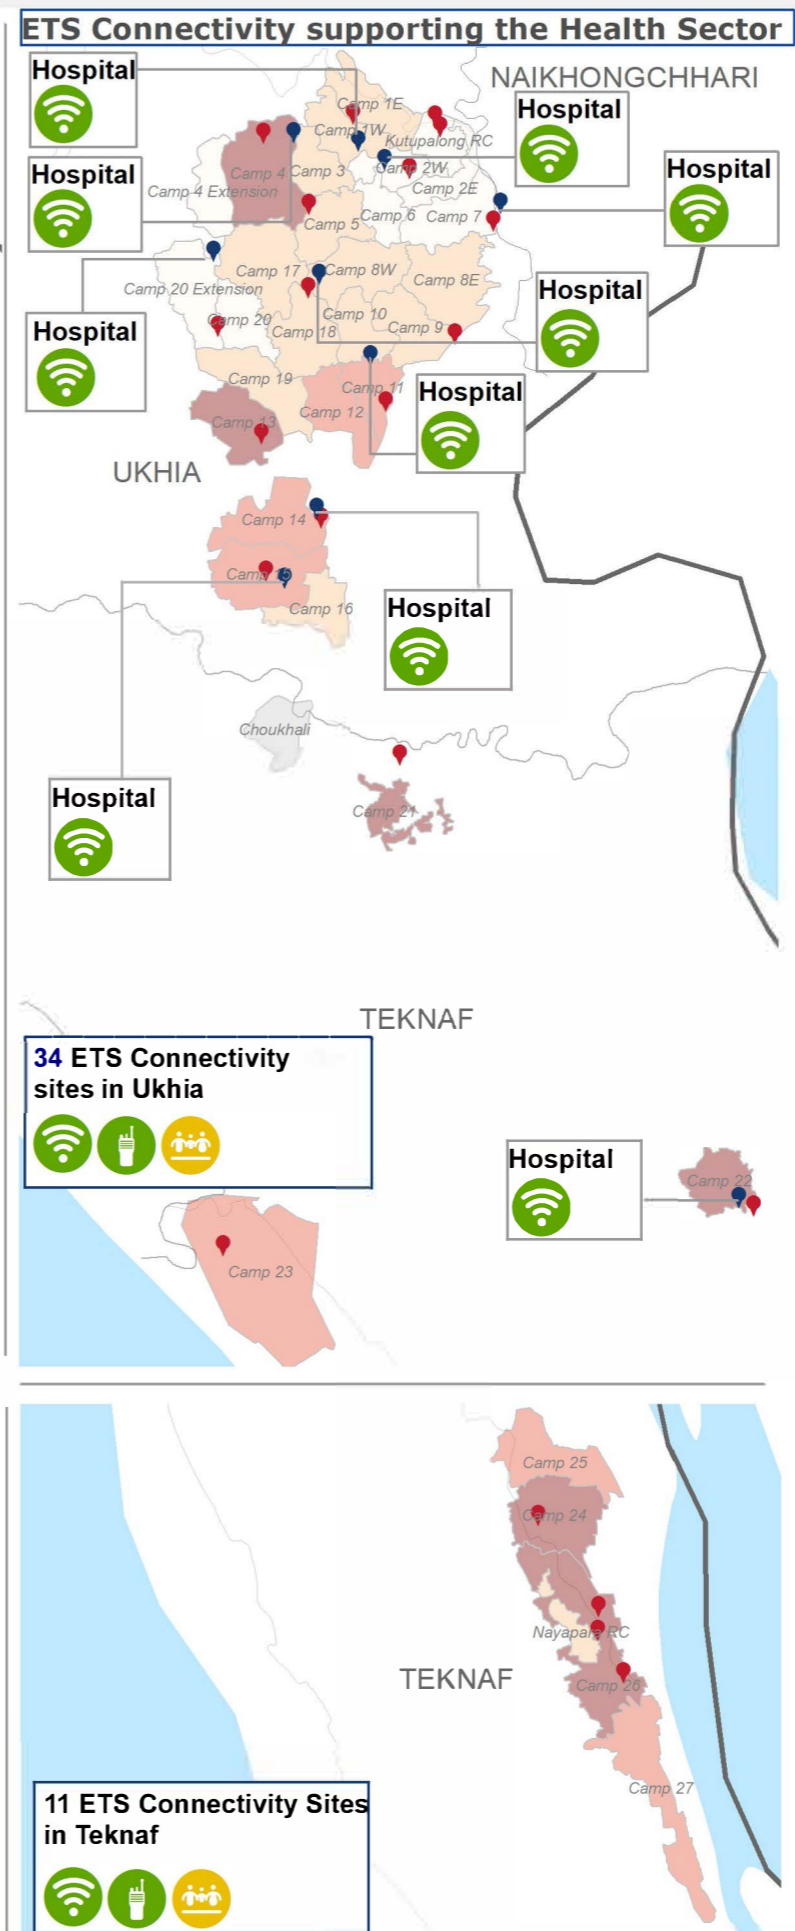 ETS Connectivity supporting the Health Sector
Hospital
NAIKHONGCHHARI
Hospital
Camp 1E
Camp 1W
Kutupalong RC
Hospital
Camp 4
Camp 3
Camp 2W
Hospital
Camp 4 Extension
Camp 2E
Camp 5
Camp 6
Camp 7
Camp 17
Camp 8W
Camp 8E
Camp 20 Extension
Hospital
Camp 20
Camp 10
Hospital
Camp 18
Camp 9
Camp 19
Camp 11
Hospital
Camp 12
Camp 13
UKHIA
Camp 14
Camp 15
Camp 16
Hospital
Choukhali
Hospital
Camp 21
TEKNAF
34 ETS Connectivity
sites in Ukhia
Hospital
Camp 22
Camp 23
Camp 25
Camp 24
Nayapara RC
TEKNAF
Camp 26
Camp 27
11 ETS Connectivity Sites
in Teknaf